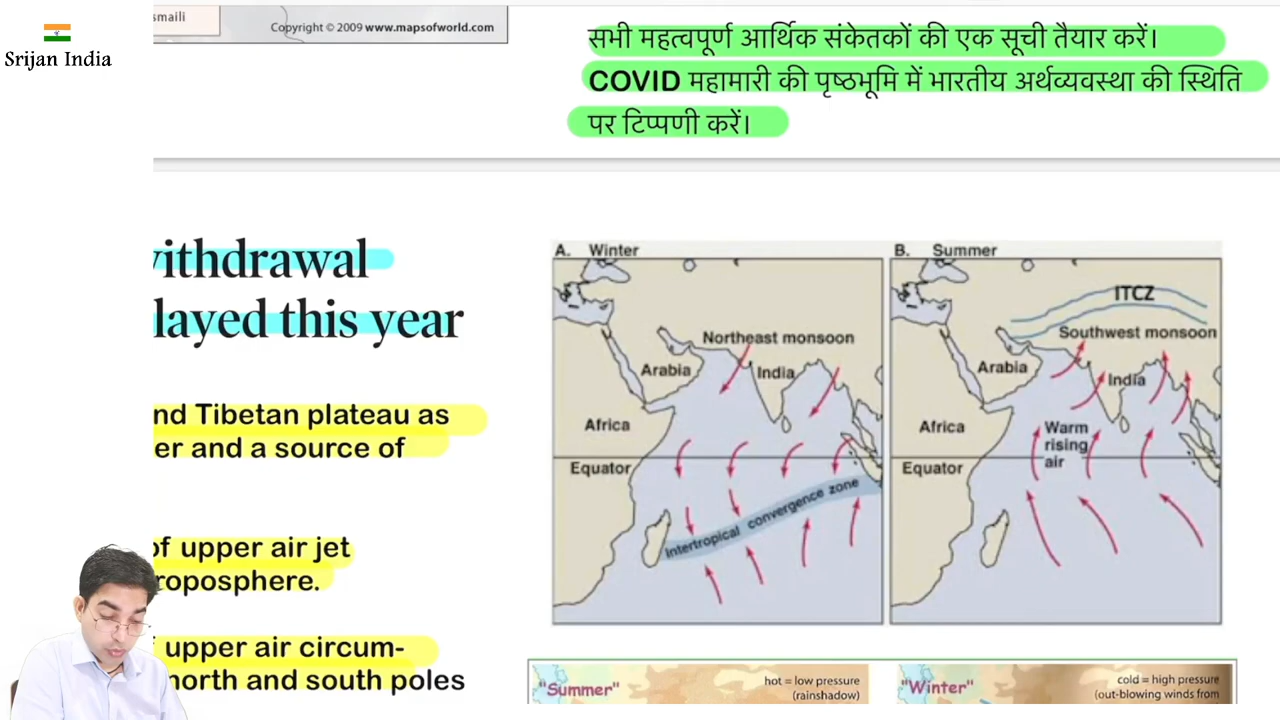 smaili
Copyright © 2009 www.mapsofworld.com
Srijan India
सभी महत्वपूर्ण आर्थिक संकेतकों की एक सूची तैयार करें।
COVID महामारी की पृष्ठभूमि में भारतीय अर्थव्यवस्था की स्थिति
पर टिप्पणी करें।
withdrawal
layed this year
nd Tibetan plateau as
er and a source of
of upper air jet
roposphere.
upper air circum-
north and south poles
A. Winter
Northeast monsoon
Arabia
India
Africa
Equator
Intertropical convergence zone
B. Summer
ITCZ
Southwest monsoon
Arabia
India
Africa
Warm
rising
air
Equator
"Summer"
hot = low pressure
(rainshadow)
"Winter"
cold = high pressure
(out-blowing winds from